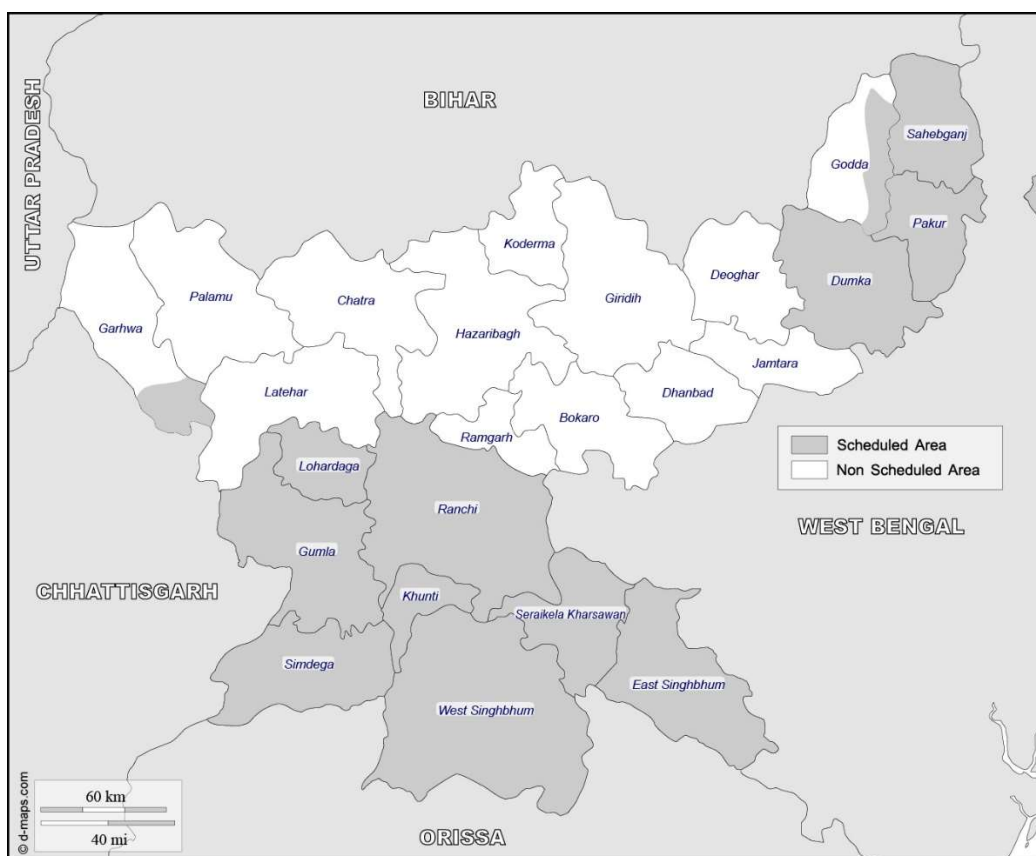 BIHAR
UTTAR PRADESH
Sahebganj
Godda
Pakur
Koderma
Deoghar
Dumka
Palamu
Chatra
Giridih
Garhwa
Hazaribagh
Jamtara
Latehar
Dhanbad
Bokaro
Ramgarh
Scheduled Area
Non Scheduled Area
Lohardaga
Ranchi
WEST BENGAL
Gumla
CHHATTISGARH
Khunti
Seraikela Kharsawan
Simdega
East Singhbhum
West Singhbhum
60 km
40 mi
ORISSA
© d-maps.com